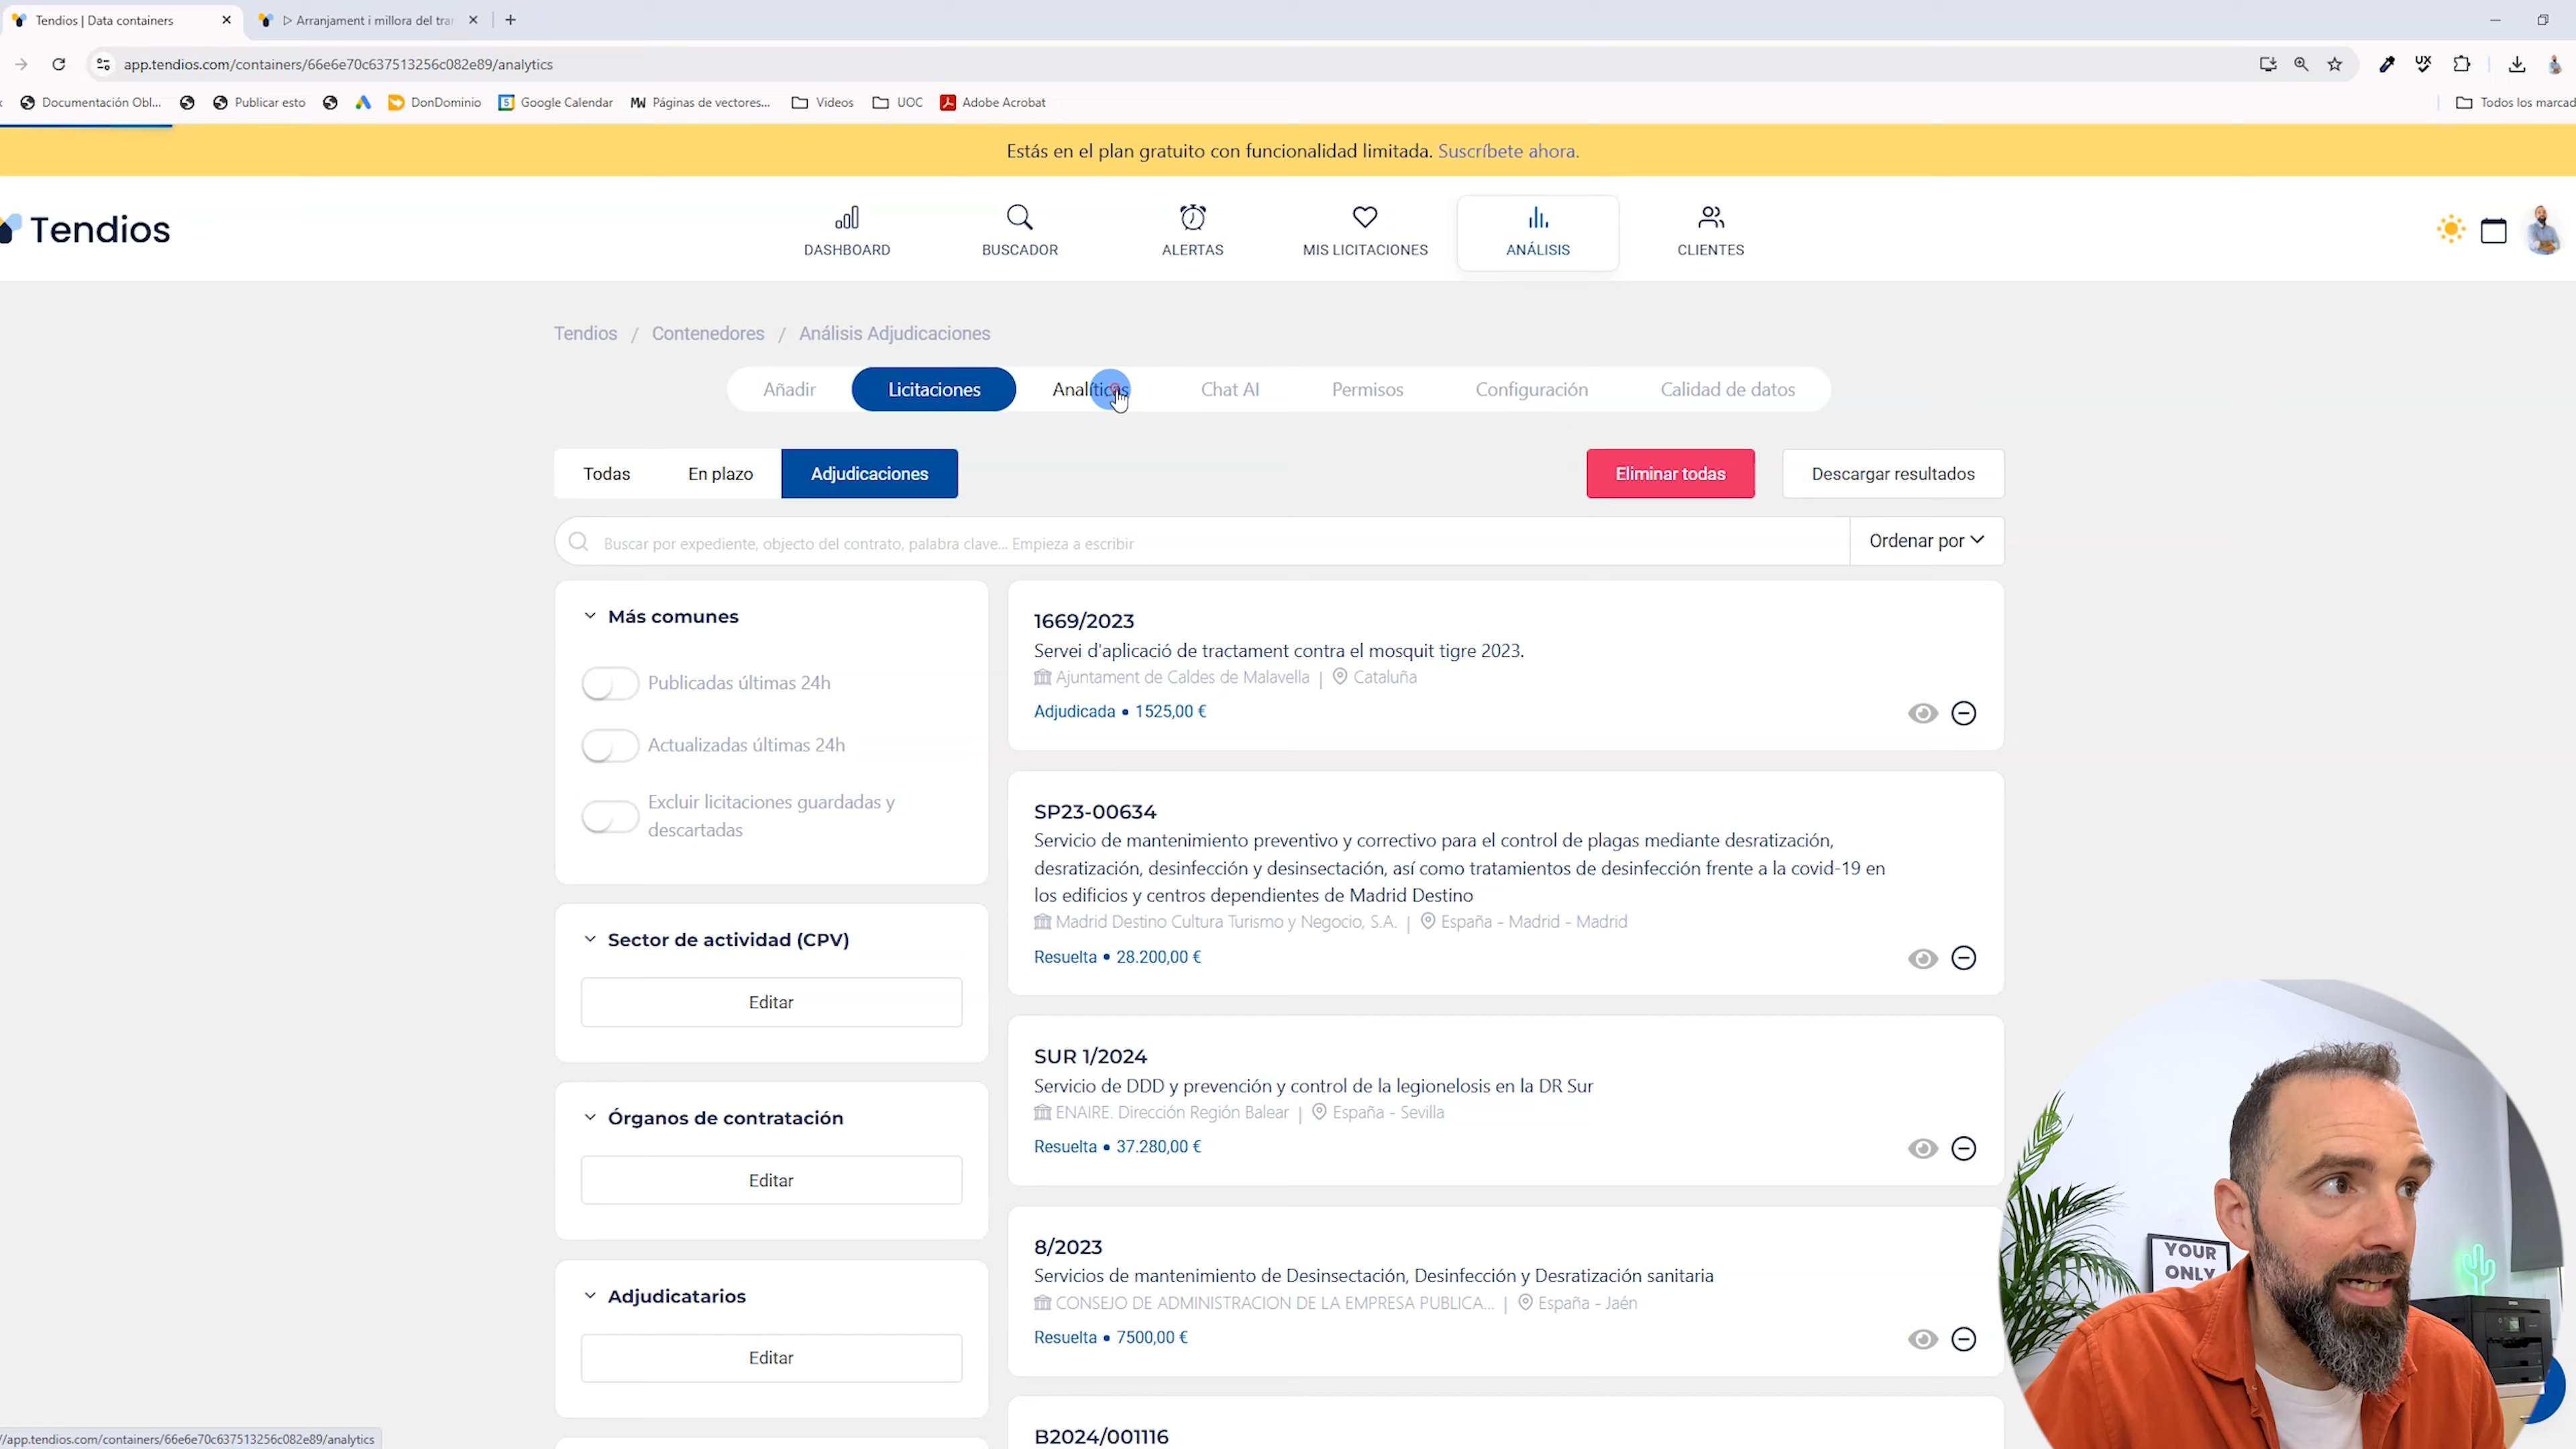 Tendios | Data containers
▷ Arranjament i millora del tra
app.tendios.com/containers/66e6e70c637513256c082e89/analytics
Documentación Obl...
Publicar esto
DonDominio
Google Calendar
Páginas de vectores...
Videos
UOC
Adobe Acrobat
Todos los marcad
Estás en el plan gratuito con funcionalidad limitada. Suscríbete ahora.
Tendios
DASHBOARD
BUSCADOR
ALERTAS
MIS LICITACIONES
ANÁLISIS
CLIENTES
Tendios / Contenedores / Análisis Adjudicaciones
Añadir
Licitaciones
Analíticas
Chat AI
Permisos
Configuración
Calidad de datos
Todas
En plazo
Adjudicaciones
Eliminar todas
Descargar resultados
Buscar por expediente, objecto del contrato, palabra clave... Empieza a escribir
Ordenar por
Más comunes
Publicadas últimas 24h
Actualizadas últimas 24h
Excluir licitaciones guardadas y
descartadas
Sector de actividad (CPV)
Editar
Órganos de contratación
Editar
Adjudicatarios
Editar
1669/2023
Servei d'aplicació de tractament contra el mosquit tigre 2023.
Ajuntament de Caldes de Malavella | Cataluña
Adjudicada • 1525,00 €
SP23-00634
Servicio de mantenimiento preventivo y correctivo para el control de plagas mediante desratización,
desratización, desinfección y desinsectación, así como tratamientos de desinfección frente a la covid-19 en
los edificios y centros dependientes de Madrid Destino
Madrid Destino Cultura Turismo y Negocio, S.A. | España - Madrid - Madrid
Resuelta • 28.200,00 €
SUR 1/2024
Servicio de DDD y prevención y control de la legionelosis en la DR Sur
ENAIRE. Dirección Región Balear | España - Sevilla
Resuelta • 37.280,00 €
8/2023
Servicios de mantenimiento de Desinsectación, Desinfección y Desratización sanitaria
CONSEJO DE ADMINISTRACION DE LA EMPRESA PUBLICA... | España - Jaén
Resuelta • 7500,00 €
B2024/001116
YOUR
ONLY
//app.tendios.com/containers/66e6e70c637513256c082e89/analytics